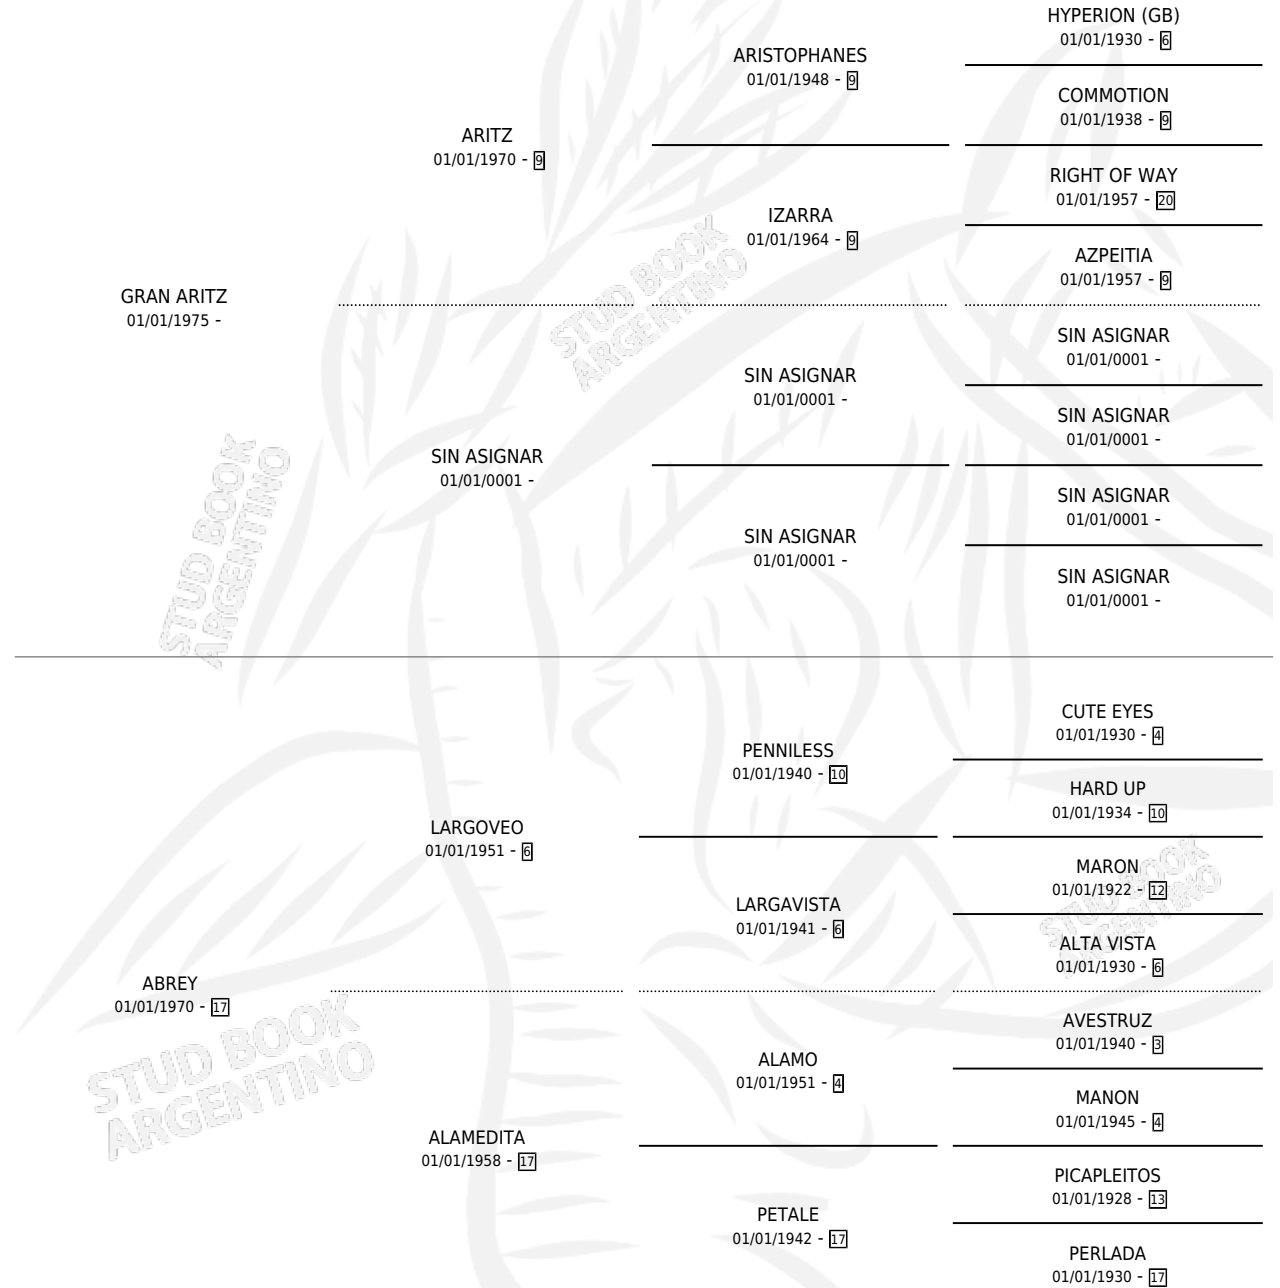 HYPERION (GB)
01/01/1930 - 6
ARISTOPHANES
01/01/1948 - 9
COMMOTION
01/01/1938 - 9
ARITZ
01/01/1970 - 9
RIGHT OF WAY
01/01/1957 - 20
IZARRA
01/01/1964 - 9
AZPEITIA
01/01/1957 - 9
GRAN ARITZ
01/01/1975 -
SIN ASIGNAR
01/01/0001 -
SIN ASIGNAR
01/01/0001 -
SIN ASIGNAR
01/01/0001 -
SIN ASIGNAR
01/01/0001 -
SIN ASIGNAR
01/01/0001 -
SIN ASIGNAR
01/01/0001 -
SIN ASIGNAR
01/01/0001 -
STUD BOOK
ARGENTINO
STUD BOOK
ARGENTINO
CUTE EYES
01/01/1930 - 4
PENNILESS
01/01/1940 - 10
HARD UP
01/01/1934 - 10
LARGOVEO
01/01/1951 - 6
MARON
01/01/1922 - 12
LARGAVISTA
01/01/1941 - 6
ALTA VISTA
01/01/1930 - 6
STUD BOOK
ARGENTINO
ABREY
01/01/1970 - 17
AVESTRUZ
01/01/1940 - 3
ALAMO
01/01/1951 - 4
MANON
01/01/1945 - 4
STUD BOOK
ARGENTINO
ALAMEDITA
01/01/1958 - 17
PICAPLEITOS
01/01/1928 - 13
PETALE
01/01/1942 - 17
PERLADA
01/01/1930 - 17